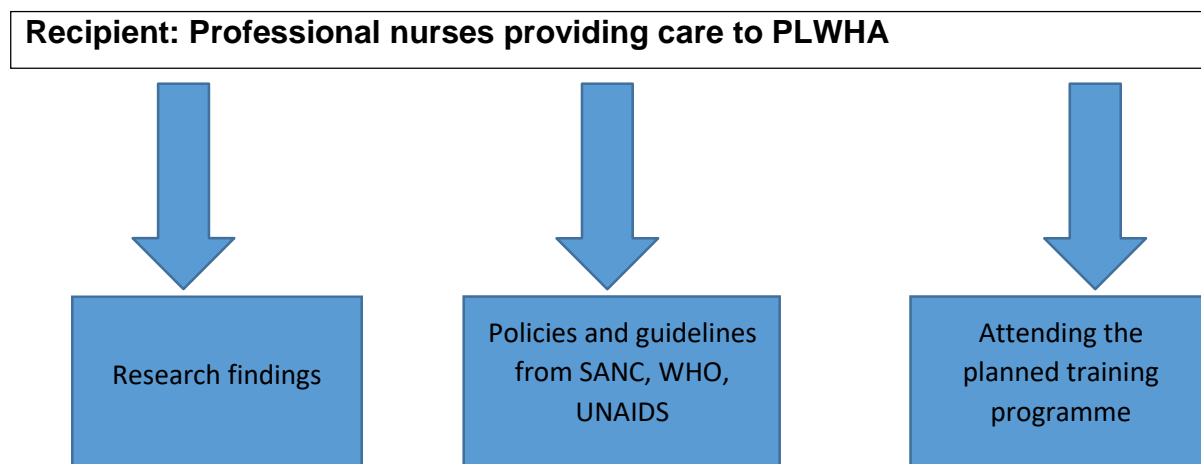 Recipient: Professional nurses providing care to PLWHA
Research findings
Policies and guidelines
from SANC, WHO,
UNAIDS
Attending the
planned training
programme